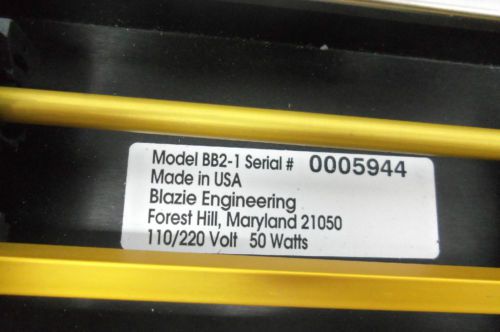 Model BB2-1 Serial # 0005944
Made in USA
Blazie Engineering
Forest Hill, Maryland 21050
110/220 Volt 50 Watts